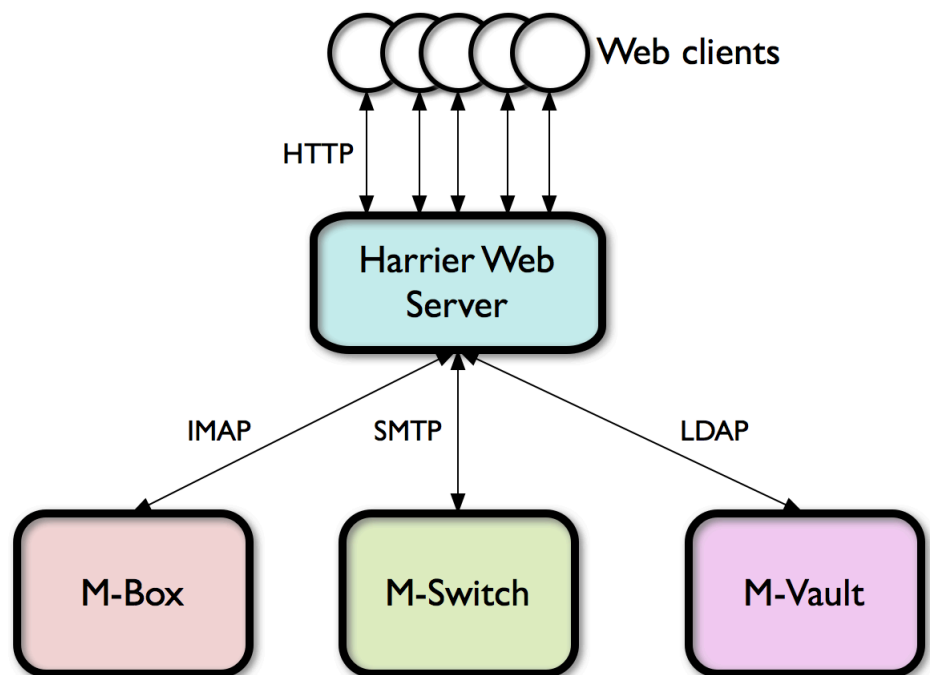 Web clients
HTTP
Harrier Web
Server
IMAP
SMTP
LDAP
M-Box
M-Switch
M-Vault